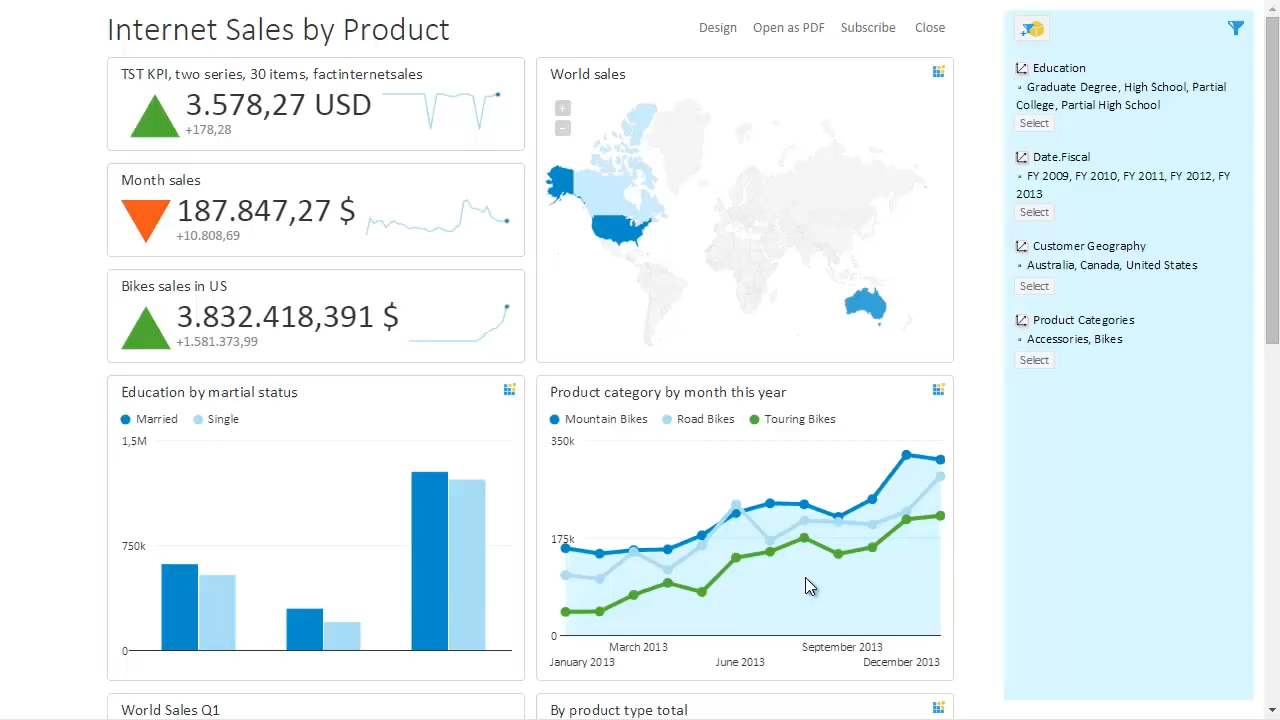 Internet Sales by Product
Design
Open as PDF
Subscribe
Close
TST KPI, two series, 30 items, factinternetsales
3.578,27 USD
+178,28
Month sales
187.847,27 $
+10.808,69
Bikes sales in US
3.832.418,391 $
+1.581.373,99
World sales
+
−
Education by martial status
Married
Single
1,5M
750k
0
Product category by month this year
Mountain Bikes
Road Bikes
Touring Bikes
350k
175k
0
March 2013
September 2013
January 2013
June 2013
December 2013
World Sales Q1
By product type total
Education
Graduate Degree, High School, Partial
College, Partial High School
Select
Date.Fiscal
FY 2009, FY 2010, FY 2011, FY 2012, FY
2013
Select
Customer Geography
Australia, Canada, United States
Select
Product Categories
Accessories, Bikes
Select